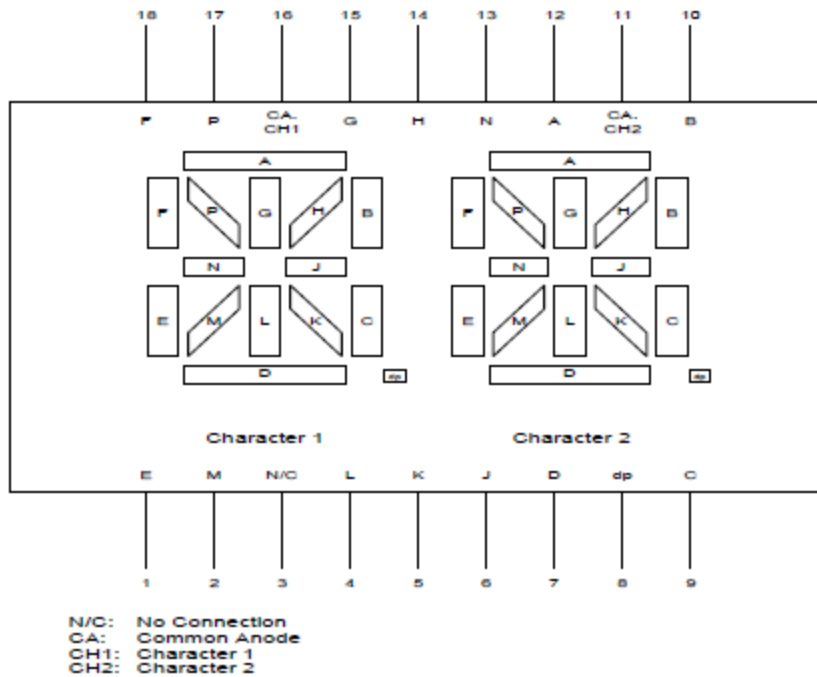 18 17 16 15 14 13 12 11 10
F P CA. CH1 G H N A CA. CH2 B
A A
F P G H B F P G H B
N J N J
E M L K C E M L K C
D dp D dp
Character 1 Character 2
E M N/C L K J D dp C
1 2 3 4 5 6 7 8 9
N/C: No Connection
CA: Common Anode
CH1: Character 1
CH2: Character 2